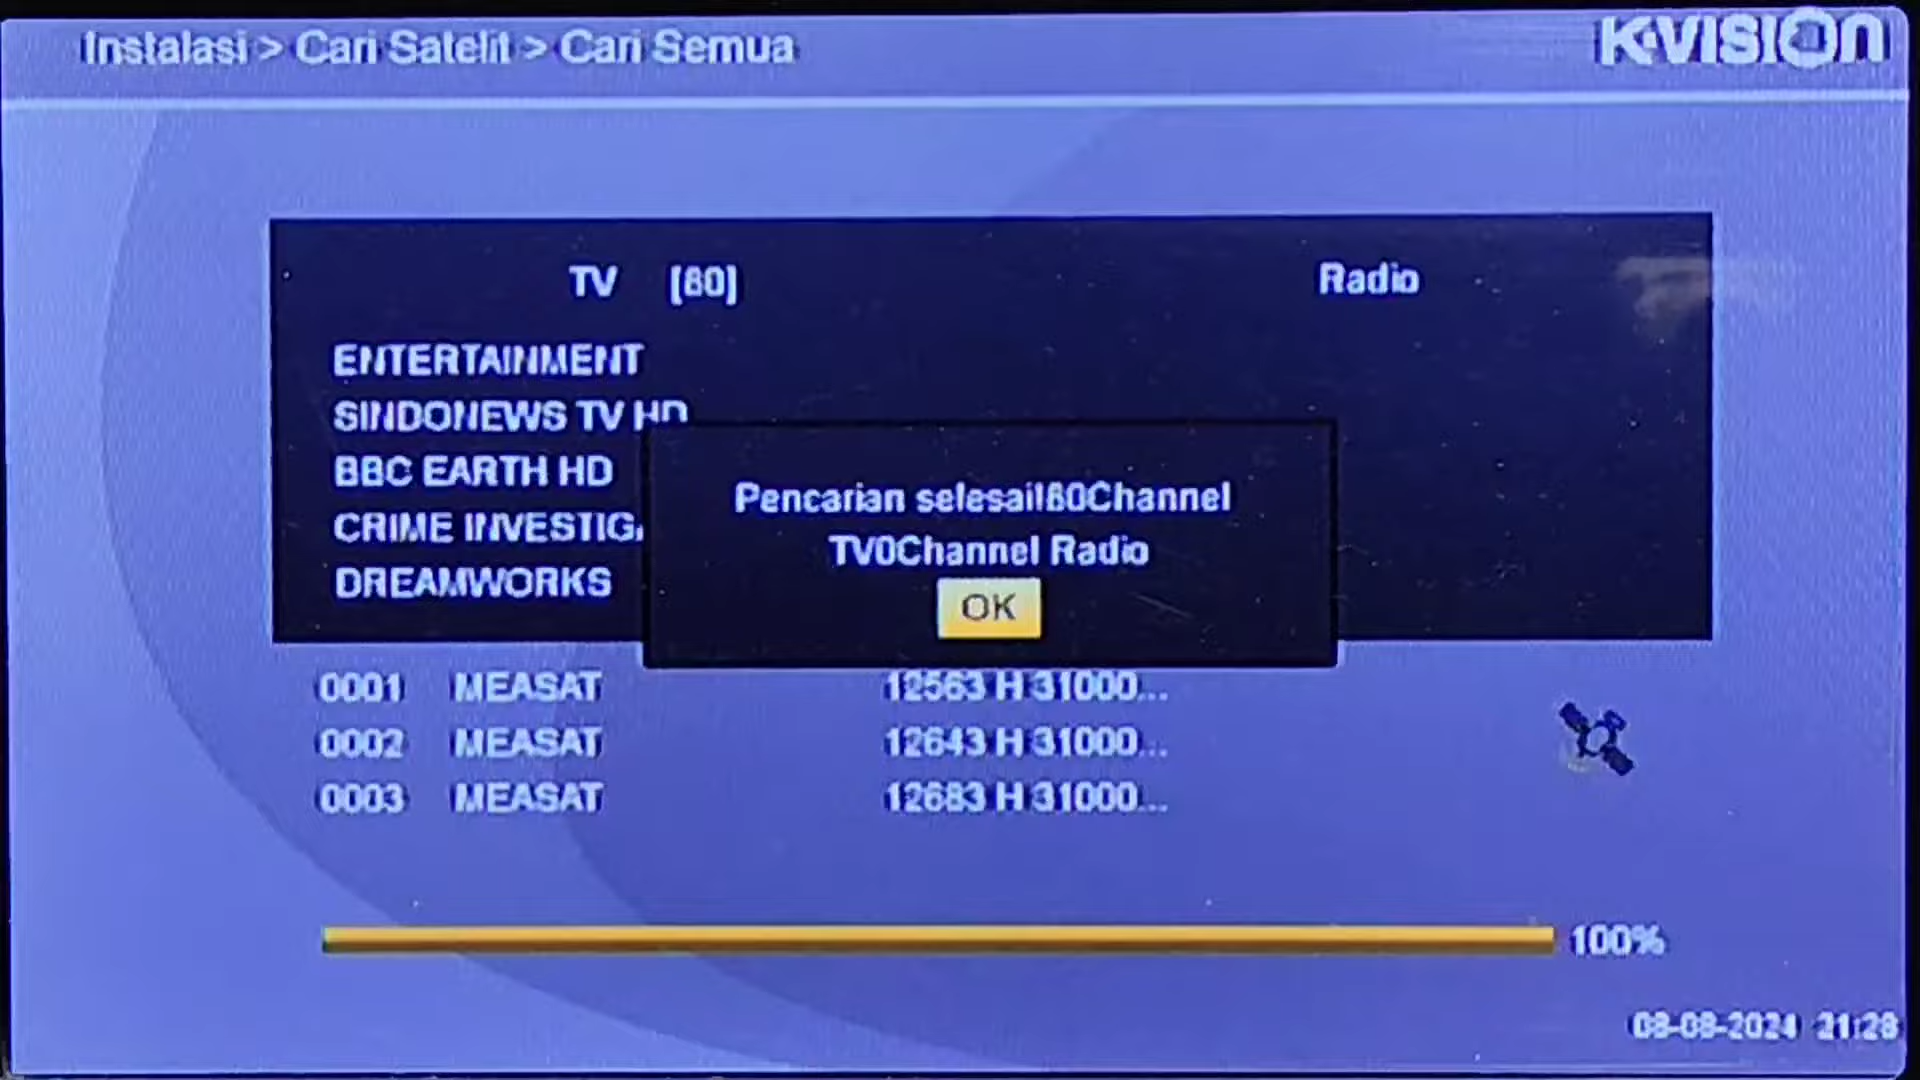 Instalasi > Cari Satelit > Cari Semua
K-VISION
TV [80]
Radio
ENTERTAINMENT
SINDONEWS TV HD
BBC EARTH HD
CRIME INVESTIGA
DREAMWORKS
Pencarian selesai!80Channel
TV0Channel Radio
OK
0001 MEASAT 12563 H 31000...
0002 MEASAT 12643 H 31000...
0003 MEASAT 12683 H 31000...
100%
08-08-2024 21:28